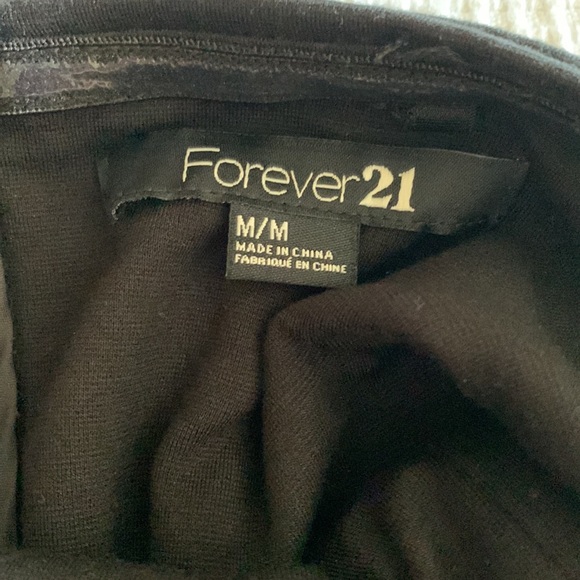 Forever21
M/M
MADE IN CHINA
FABRIQUÉ EN CHINE